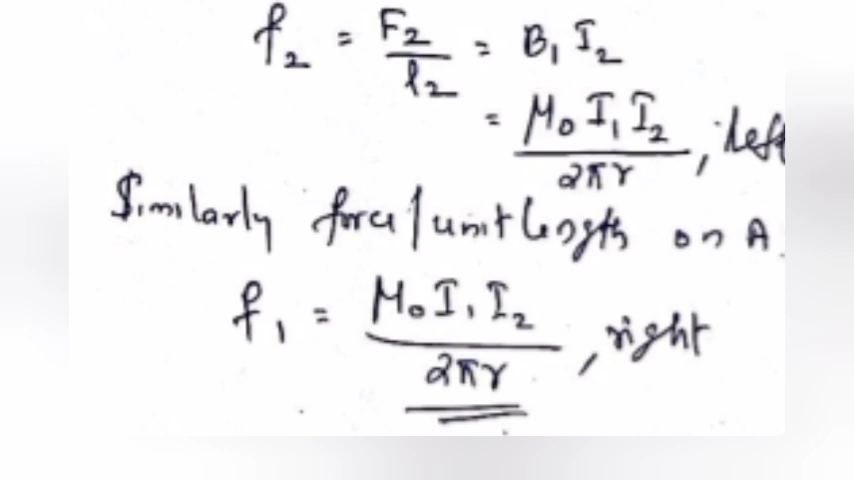 f₂ = F₂/l₂ = B₁ I₂
= μ₀ I₁ I₂ / 2πr, left
Similarly force/unit length on A.
f₁ = μ₀ I₁ I₂ / 2πr, right